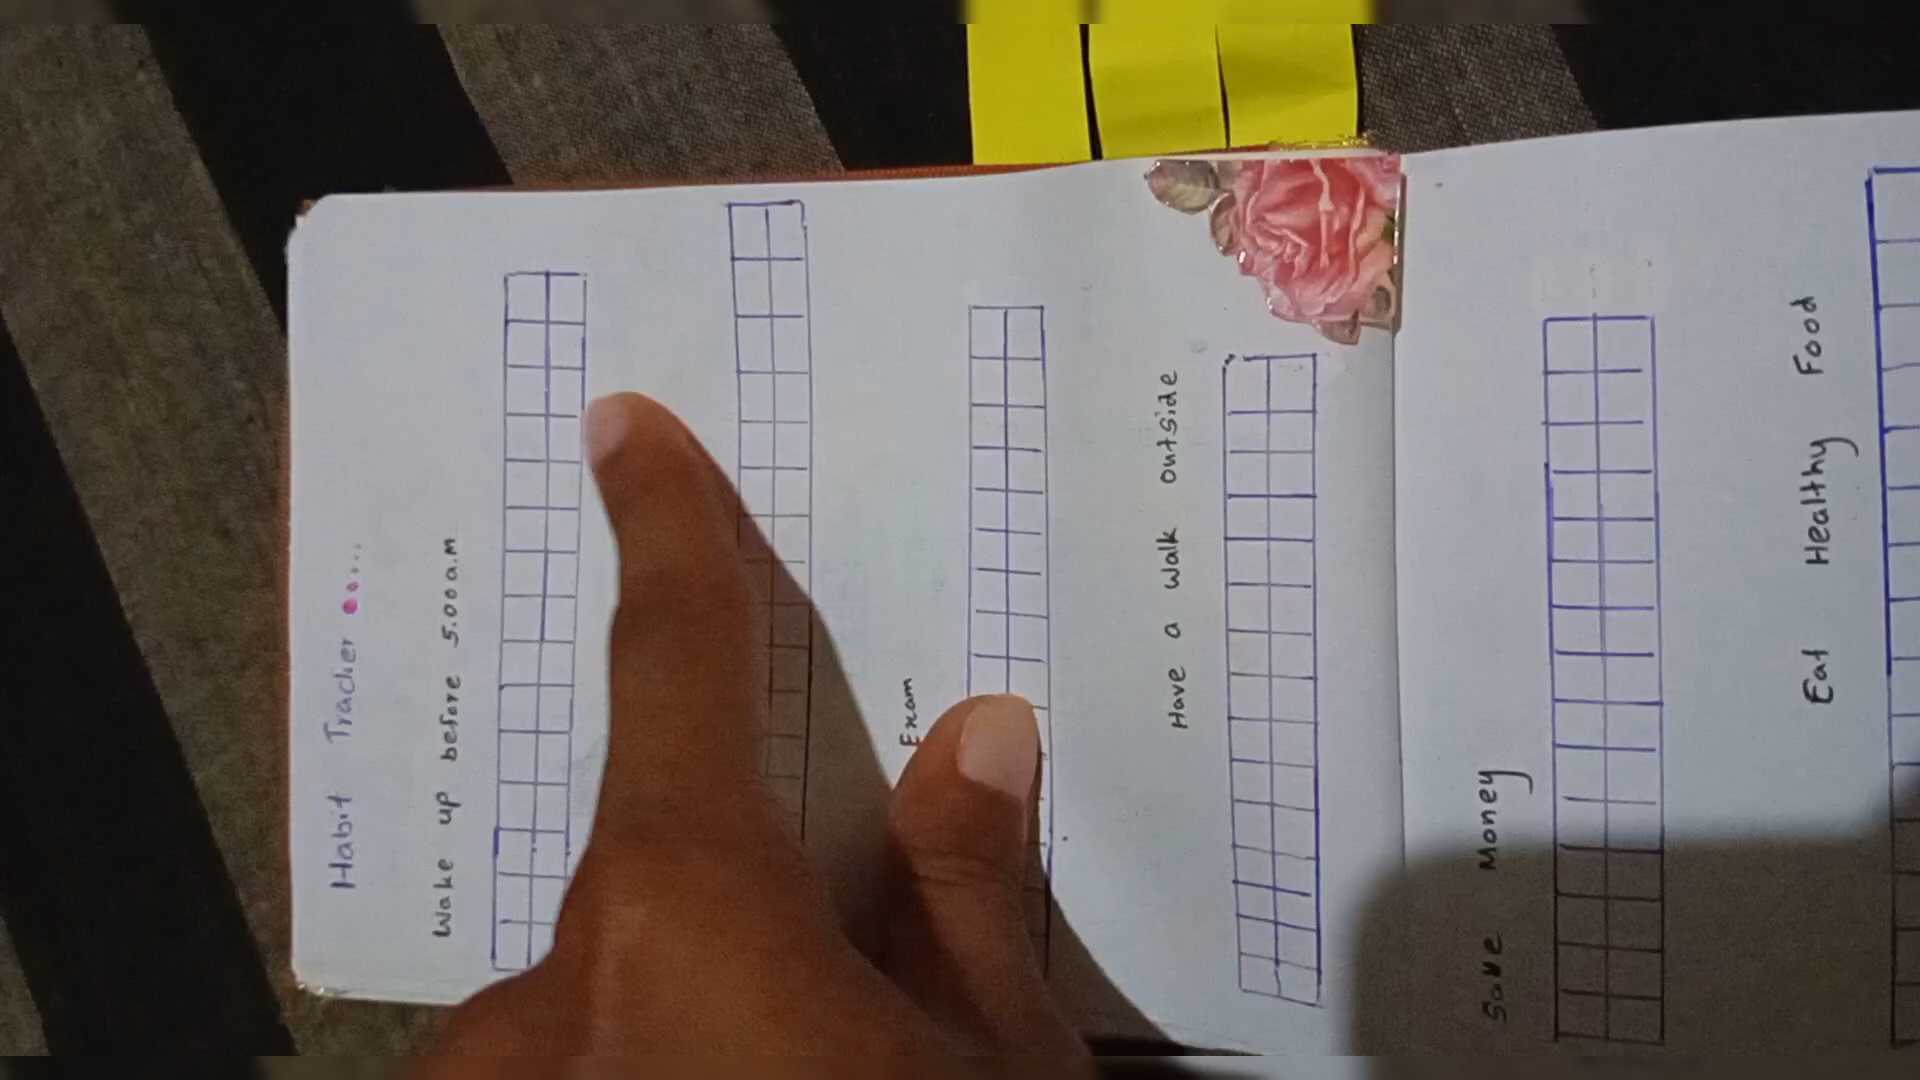 Habit Tracker
Wake up before 5.00 a.m
Exam
Have a walk outside
Save Money
Eat Healthy Food